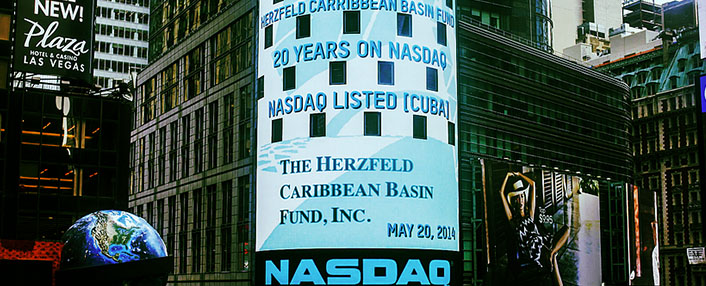 NEW!
Plaza
HOTEL & CASINO
LAS VEGAS
HERZFELD CARIBBEAN BASIN FUND
20 YEARS ON NASDAQ,
NASDAQ LISTED [CUBA]
THE HERZFELD
CARIBBEAN BASIN
FUND, INC.
MAY 20, 2014
NASDAQ